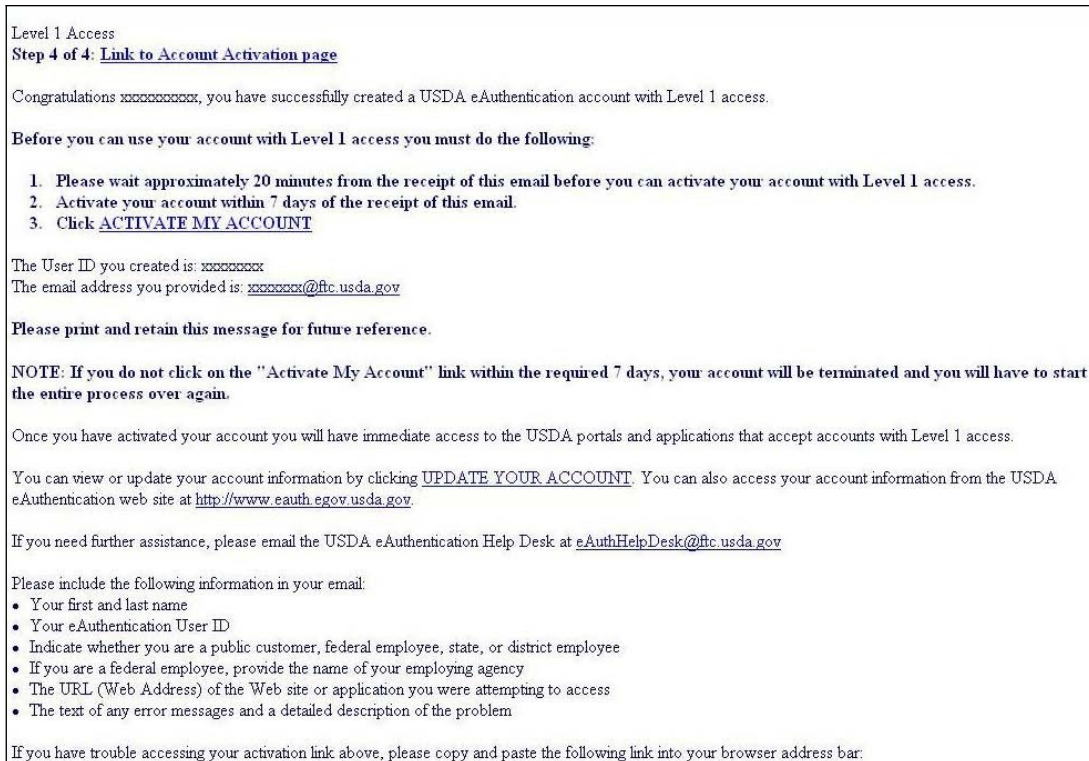 Level 1 Access
Step 4 of 4: Link to Account Activation page
Congratulations xxxxxxxxxx, you have successfully created a USDA eAuthentication account with Level 1 access.
Before you can use your account with Level 1 access you must do the following:
1. Please wait approximately 20 minutes from the receipt of this email before you can activate your account with Level 1 access.
2. Activate your account within 7 days of the receipt of this email.
3. Click ACTIVATE MY ACCOUNT
The User ID you created is: xxxxxxxx
The email address you provided is: xxxxxxx@ftc.usda.gov
Please print and retain this message for future reference.
NOTE: If you do not click on the "Activate My Account" link within the required 7 days, your account will be terminated and you will have to start
the entire process over again.
Once you have activated your account you will have immediate access to the USDA portals and applications that accept accounts with Level 1 access.
You can view or update your account information by clicking UPDATE YOUR ACCOUNT. You can also access your account information from the USDA
eAuthentication web site at http://www.eauth.egov.usda.gov.
If you need further assistance, please email the USDA eAuthentication Help Desk at eAuthHelpDesk@ftc.usda.gov
Please include the following information in your email:
• Your first and last name
• Your eAuthentication User ID
• Indicate whether you are a public customer, federal employee, state, or district employee
• If you are a federal employee, provide the name of your employing agency
• The URL (Web Address) of the Web site or application you were attempting to access
• The text of any error messages and a detailed description of the problem
If you have trouble accessing your activation link above, please copy and paste the following link into your browser address bar: